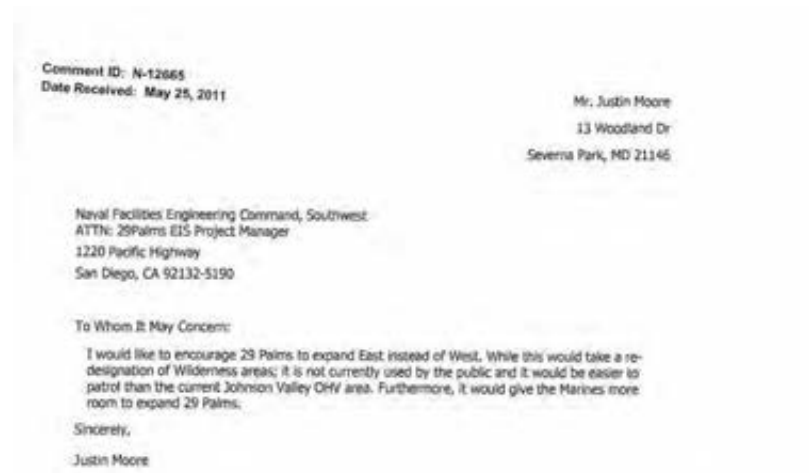 Comment ID: N-12665
Date Received: May 25, 2011
Mr. Justin Moore
13 Woodland Dr
Severna Park, MD 21146
Naval Facilities Engineering Command, Southwest
ATTN: 29Palms EIS Project Manager
1220 Pacific Highway
San Diego, CA 92132-5190
To Whom It May Concern:
I would like to encourage 29 Palms to expand East instead of West. While this would take a re-
designation of Wilderness areas; it is not currently used by the public and it would be easier to
patrol than the current Johnson Valley OHV area. Furthermore, it would give the Marines more
room to expand 29 Palms.
Sincerely,
Justin Moore